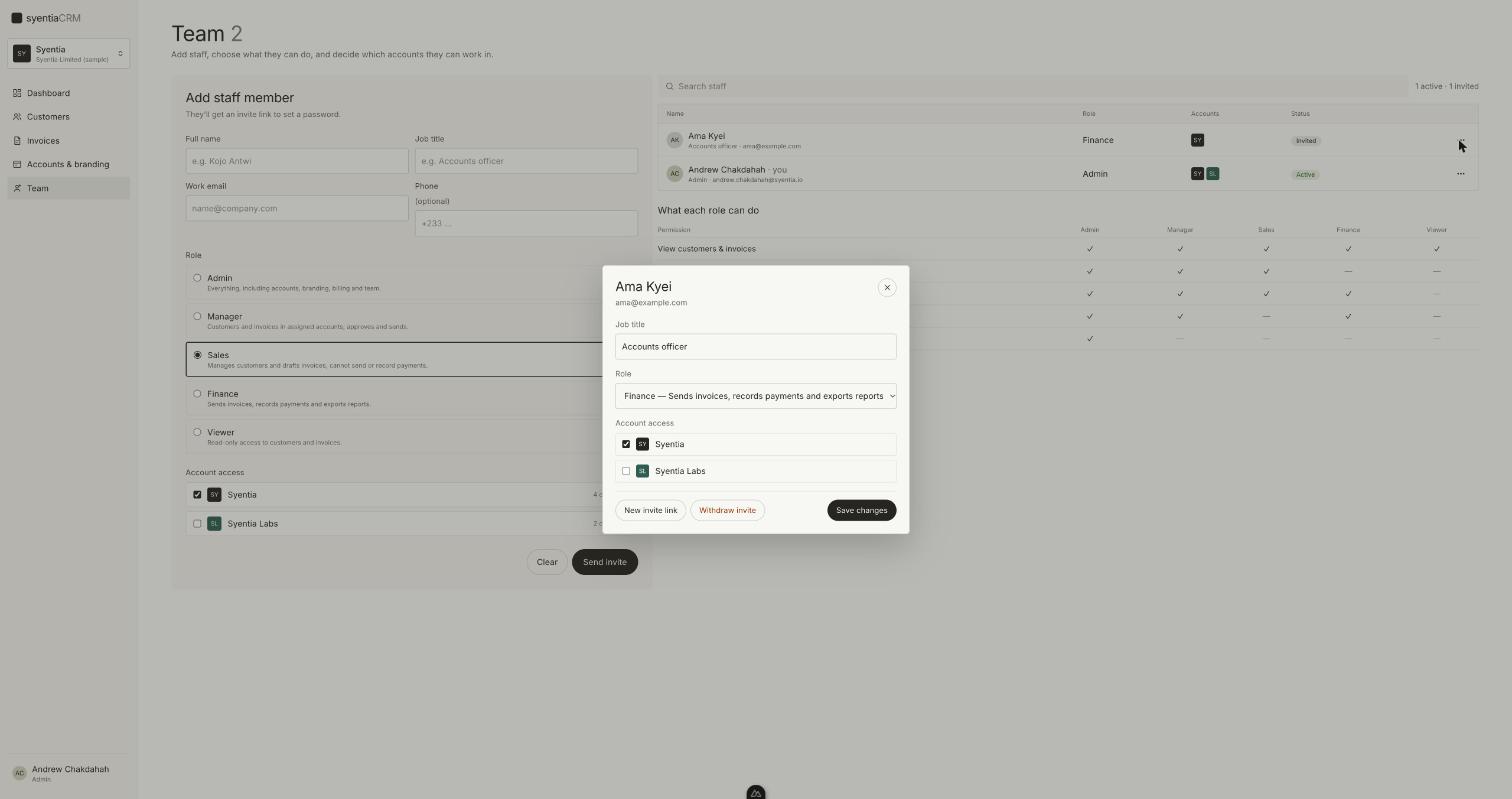 syentiaCRM
SY
Syentia
Syentia Limited (sample)
Dashboard
Customers
Invoices
Accounts & branding
Team
AC
Andrew Chakdahah
Admin
Team 2
Add staff, choose what they can do, and decide which accounts they can work in.
Add staff member
They'll get an invite link to set a password.
Full name
Job title
e.g. Kojo Antwi
e.g. Accounts officer
Work email
Phone
(optional)
name@company.com
+233 ...
Role
Admin
Everything, including accounts, branding, billing and team.
Manager
Customers and invoices in assigned accounts, approves and sends.
Sales
Manages customers and drafts invoices, cannot send or record payments.
Finance
Sends invoices, records payments and exports reports.
Viewer
Read-only access to customers and invoices.
Account access
SY Syentia 4 c
SL Syentia Labs 2 c
Clear
Send invite
Search staff
1 active · 1 invited
Name Role Accounts Status
AK Ama Kyei Finance SY Invited
Accounts officer · ama@example.com
AC Andrew Chakdahah · you Admin SY SL Active
Admin · andrew.chakdahah@syentia.io
What each role can do
Permission Admin Manager Sales Finance Viewer
View customers & invoices
Ama Kyei
ama@example.com
Job title
Accounts officer
Role
Finance — Sends invoices, records payments and exports reports
Account access
SY Syentia
SL Syentia Labs
New invite link
Withdraw invite
Save changes